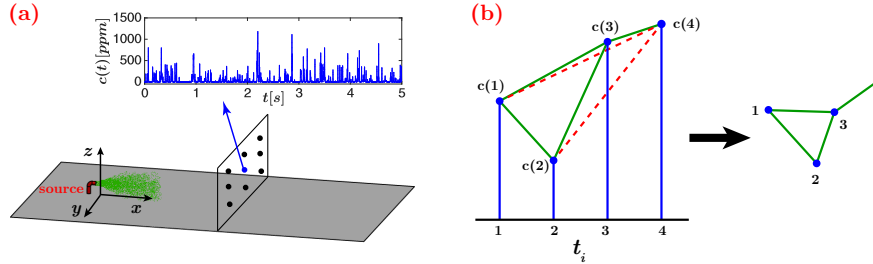 (a)
c(t)[ppm]
1500
1000
500
0
0 1 2 3 4 5
t[s]
z
source
y
x
(b)
c(1)
c(2)
c(3)
c(4)
1 2 3 4
t_i
1
2
3